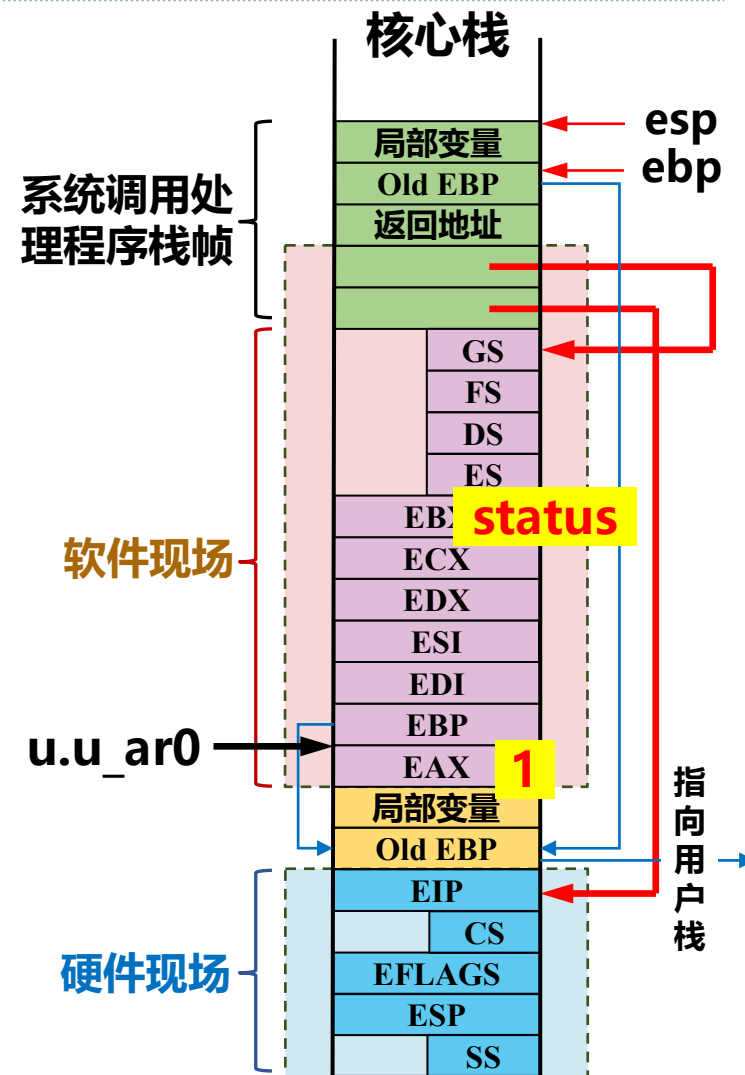 核心栈
esp
局部变量
ebp
Old EBP
系统调用处
理程序栈帧
返回地址
GS
FS
DS
ES
EB
status
软件现场
ECX
EDX
ESI
EDI
EBP
u.u_ar0
EAX
1
局部变量
Old EBP
指
向
用
户
栈
EIP
CS
硬件现场
EFLAGS
ESP
SS